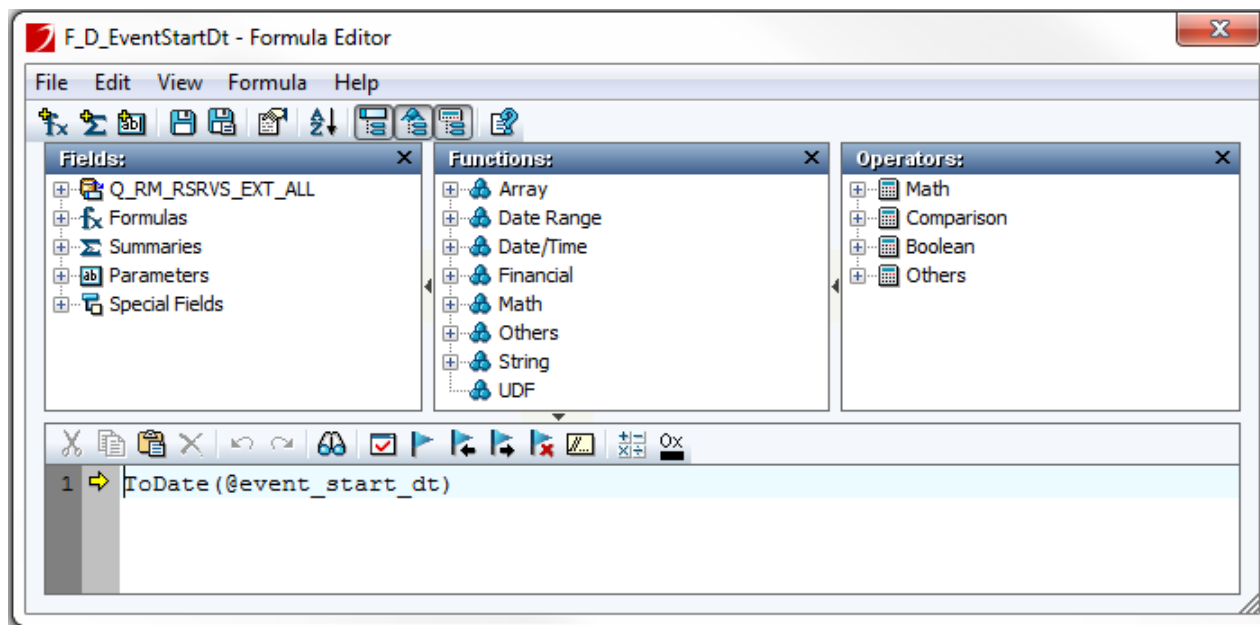 F_D_EventStartDt - Formula Editor
File Edit View Formula Help
Fields:
Q_RM_RSRVS_EXT_ALL
Formulas
Summaries
Parameters
Special Fields
Functions:
Array
Date Range
Date/Time
Financial
Math
Others
String
UDF
Operators:
Math
Comparison
Boolean
Others
1 ToDate(@event_start_dt)